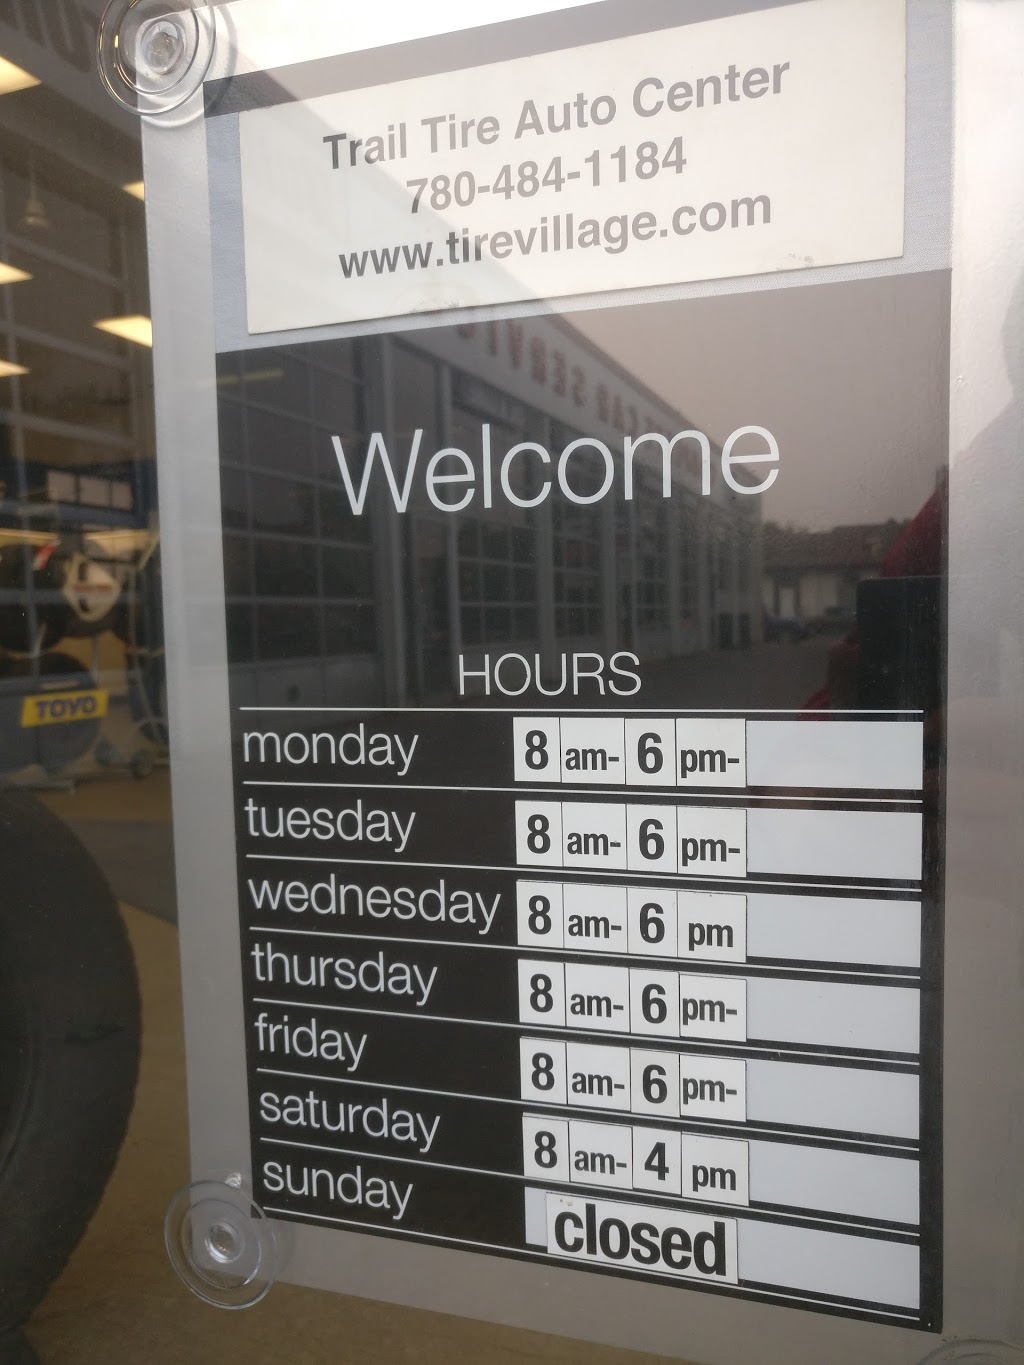 Trail Tire Auto Center
780-484-1184
www.tirevillage.com
Welcome
HOURS
monday 8 am- 6 pm-
tuesday 8 am- 6 pm-
wednesday 8 am- 6 pm
thursday 8 am- 6 pm-
friday 8 am- 6 pm-
saturday 8 am- 4 pm
sunday closed
TOYO
CAR SERVIC